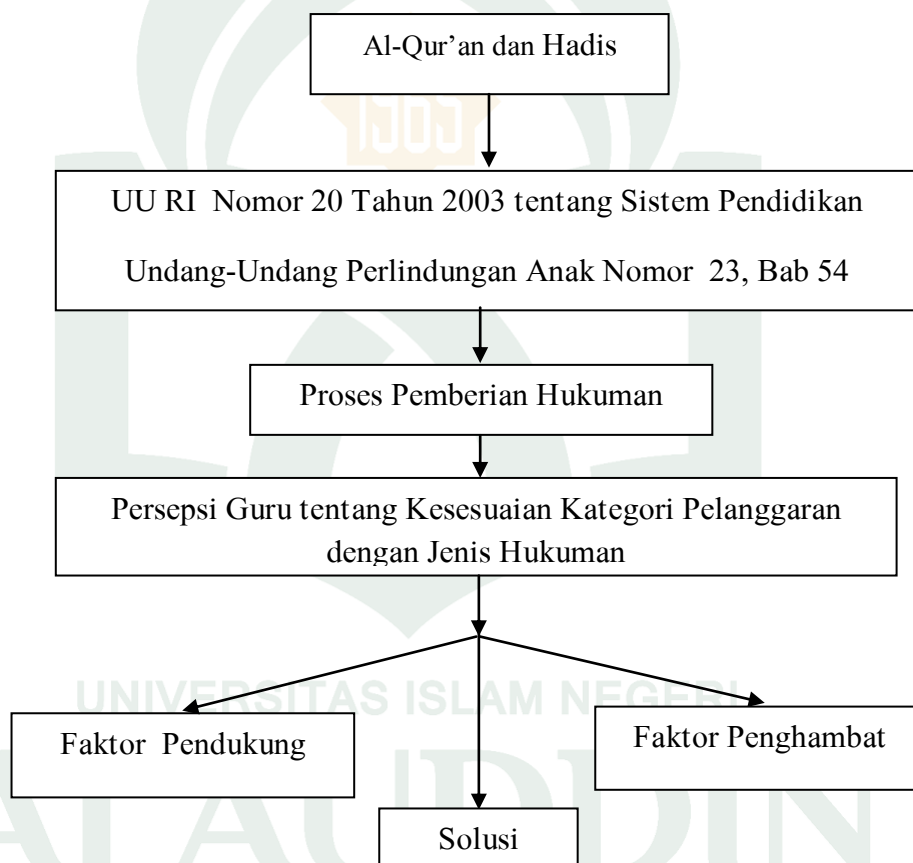 Al-Qur’an dan Hadis
1965
UU RI Nomor 20 Tahun 2003 tentang Sistem Pendidikan
Undang-Undang Perlindungan Anak Nomor 23, Bab 54
Proses Pemberian Hukuman
Persepsi Guru tentang Kesesuaian Kategori Pelanggaran
dengan Jenis Hukuman
UNIVERSITAS ISLAM NEGERI
Faktor Pendukung
Faktor Penghambat
ALAUDDIN
Solusi